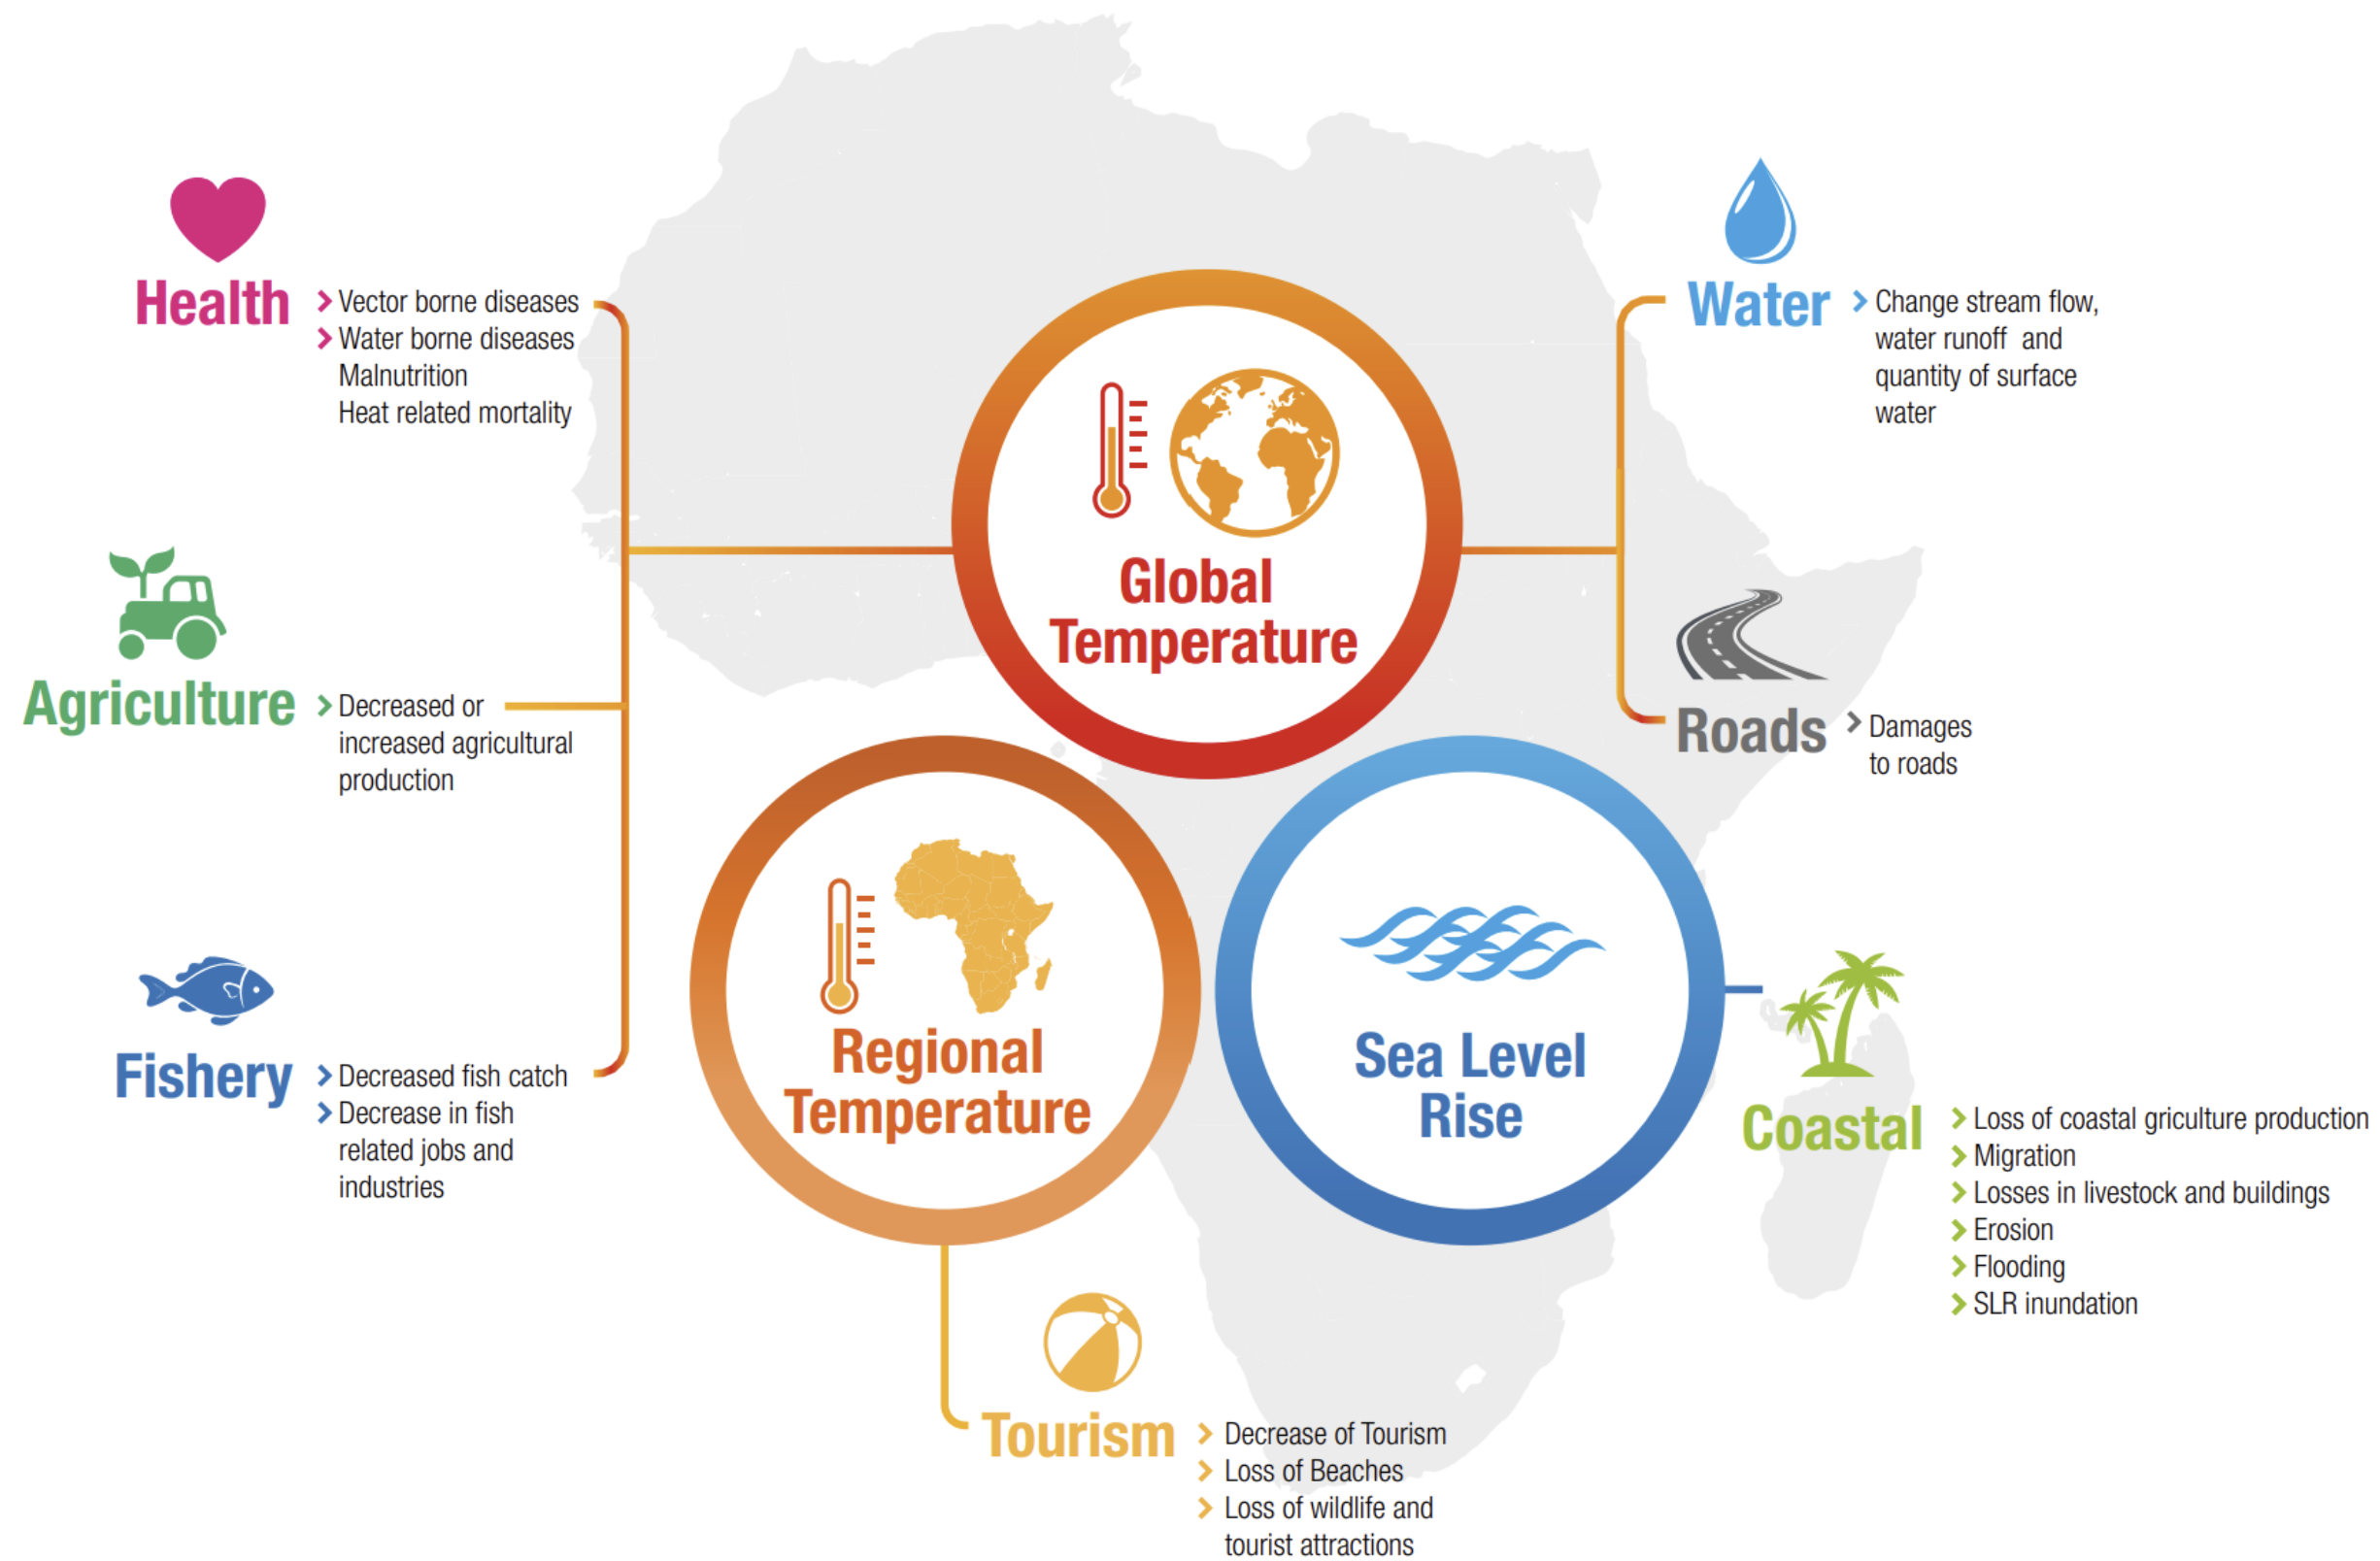 Health
Vector borne diseases
Water borne diseases
Malnutrition
Heat related mortality
Agriculture
Decreased or
increased agricultural
production
Fishery
Decreased fish catch
Decrease in fish
related jobs and
industries
Global
Temperature
Regional
Temperature
Sea Level
Rise
Water
Change stream flow,
water runoff and
quantity of surface
water
Roads
Damages
to roads
Coastal
Loss of coastal griculture production
Migration
Losses in livestock and buildings
Erosion
Flooding
SLR inundation
Tourism
Decrease of Tourism
Loss of Beaches
Loss of wildlife and
tourist attractions